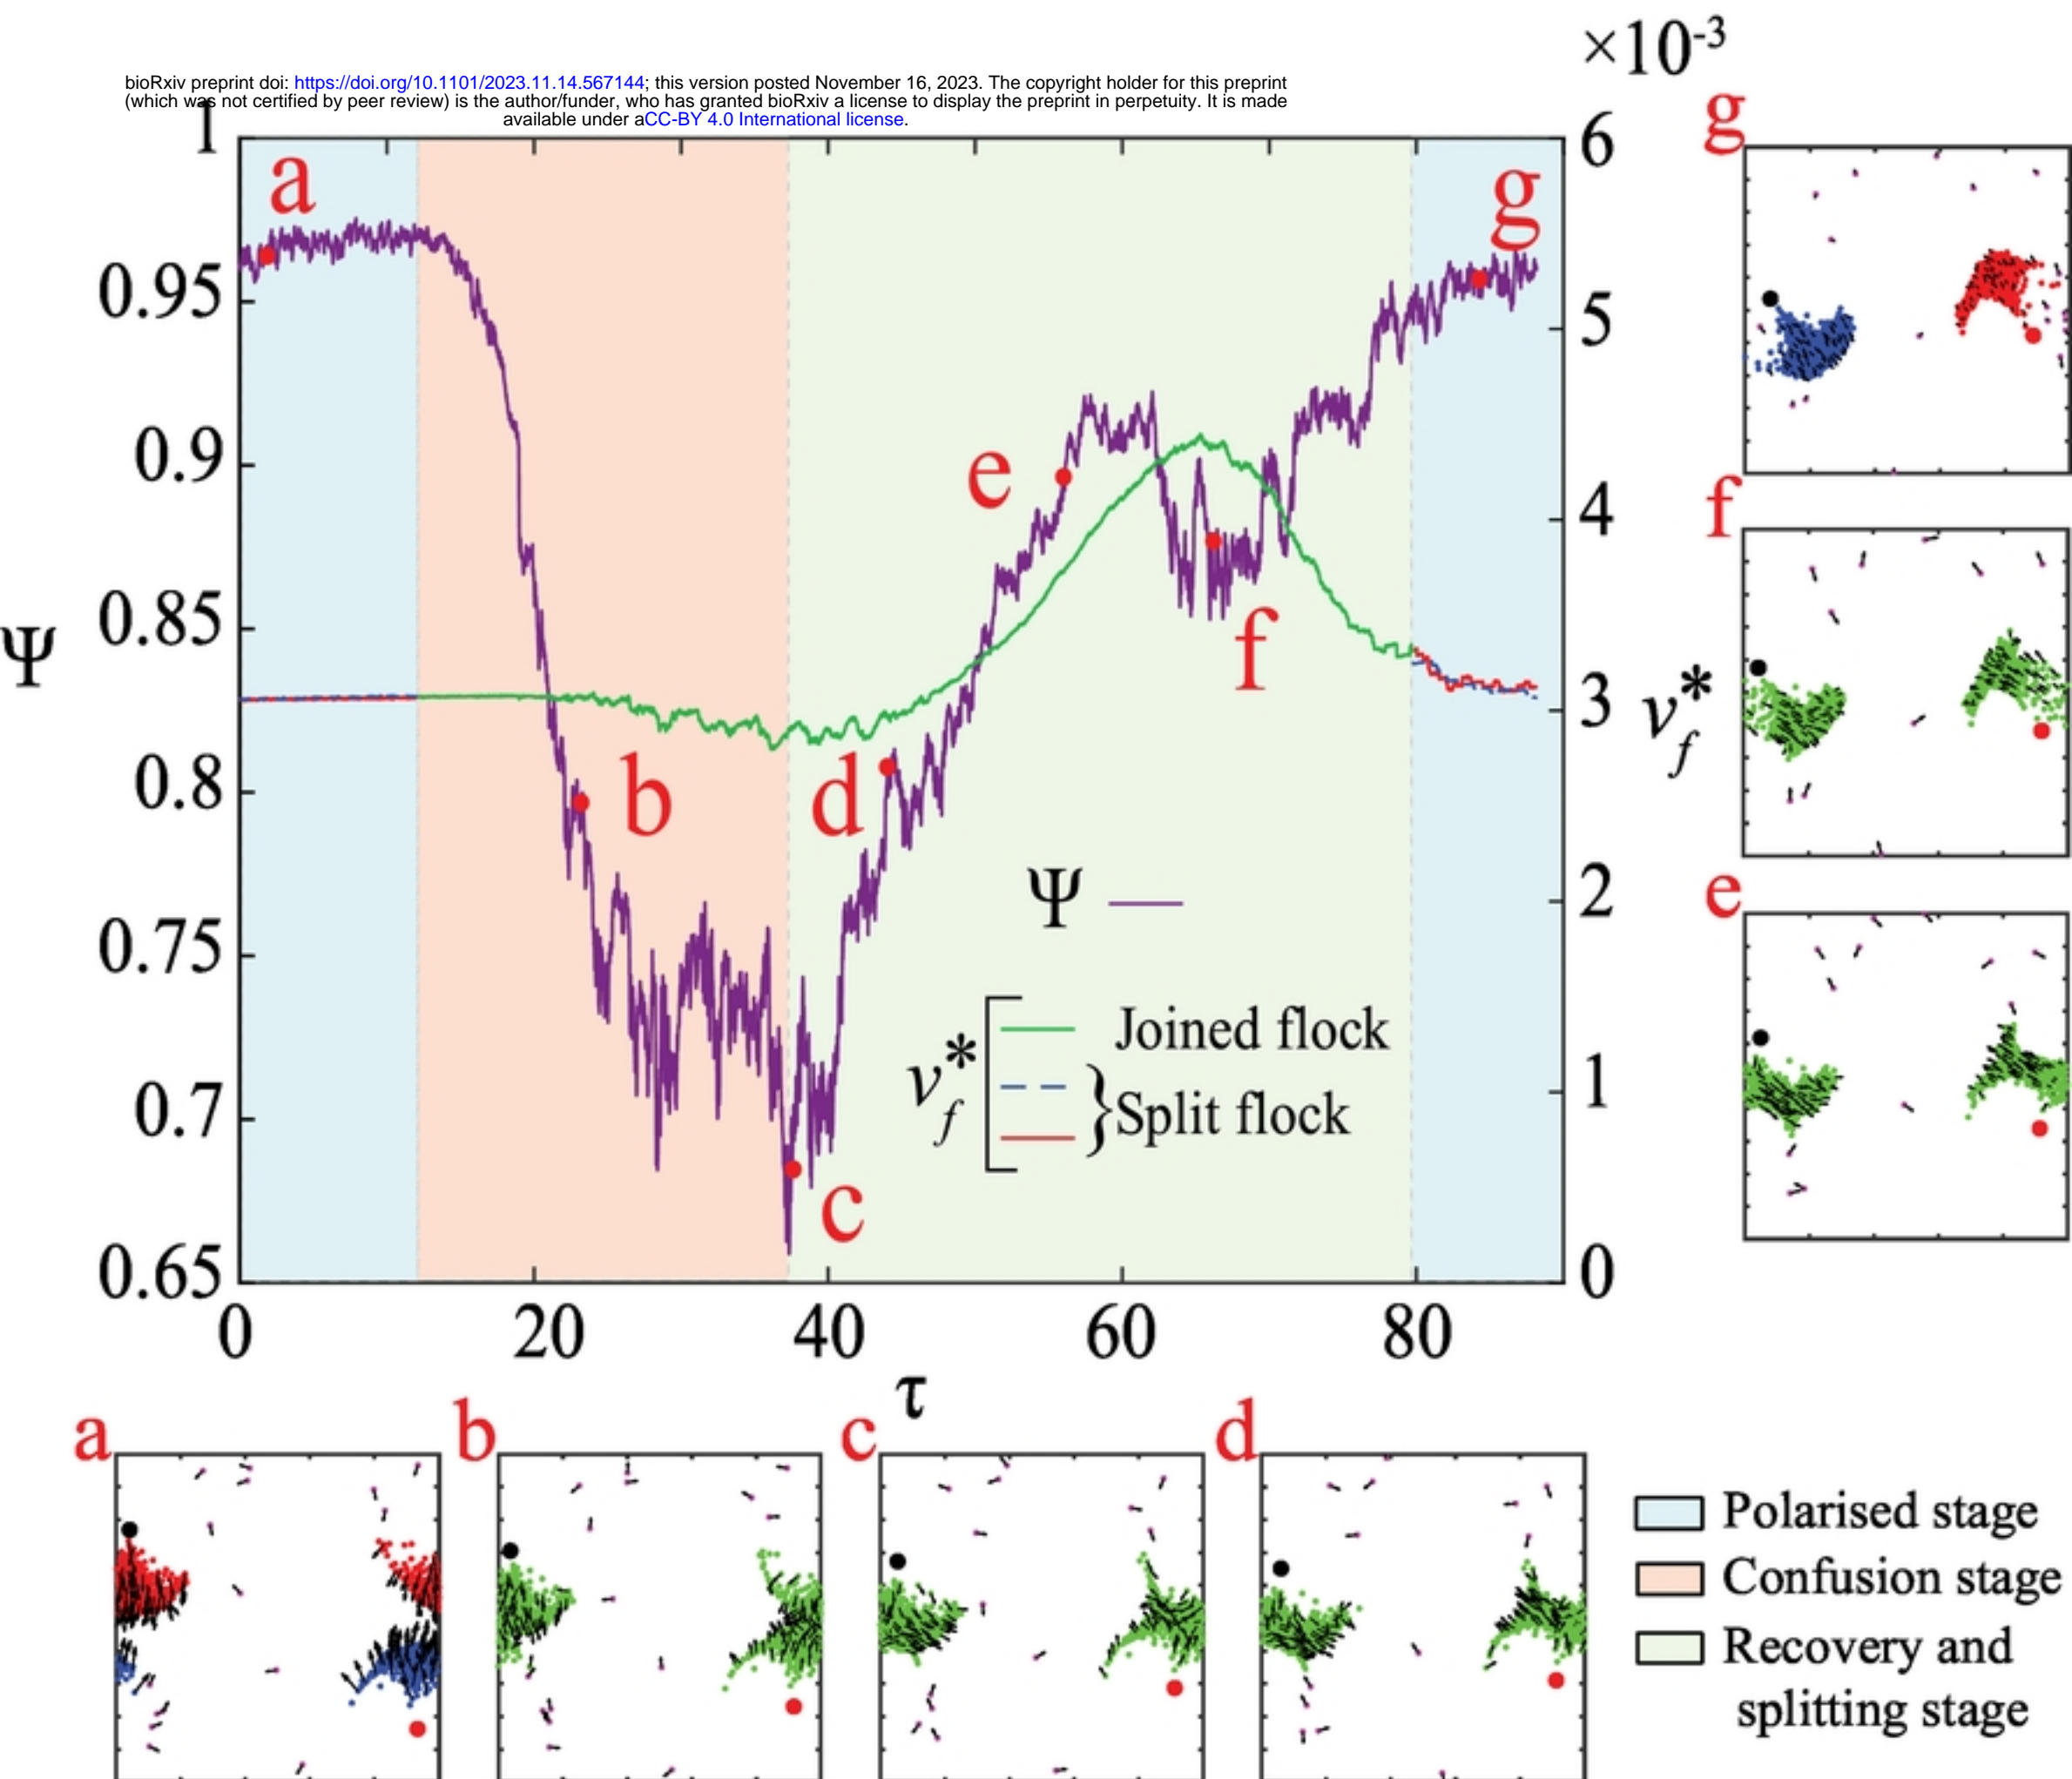 ×10-3
bioRxiv preprint doi: https://doi.org/10.1101/2023.11.14.567144; this version posted November 16, 2023. The copyright holder for this preprint
(which was not certified by peer review) is the author/funder, who has granted bioRxiv a license to display the preprint in perpetuity. It is made
available under aCC-BY 4.0 International license.
1
0.95
0.9
0.85
0.8
0.75
0.7
0.65
Ψ
a
b
c
d
e
f
g
Ψ
Joined flock
v*f
Split flock
6
5
4
3
2
1
0
v*f
0
20
40
60
80
τ
g
f
e
a
b
c
d
Polarised stage
Confusion stage
Recovery and
splitting stage